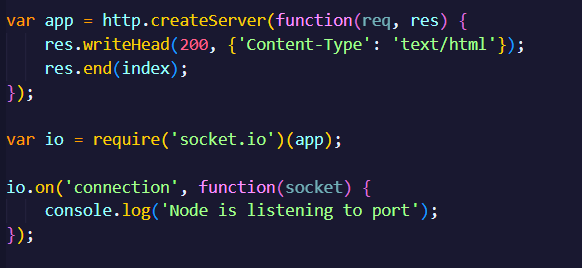 var app = http.createServer(function(req, res) {
    res.writeHead(200, {'Content-Type': 'text/html'});
    res.end(index);
});

var io = require('socket.io')(app);

io.on('connection', function(socket) {
    console.log('Node is listening to port');
});